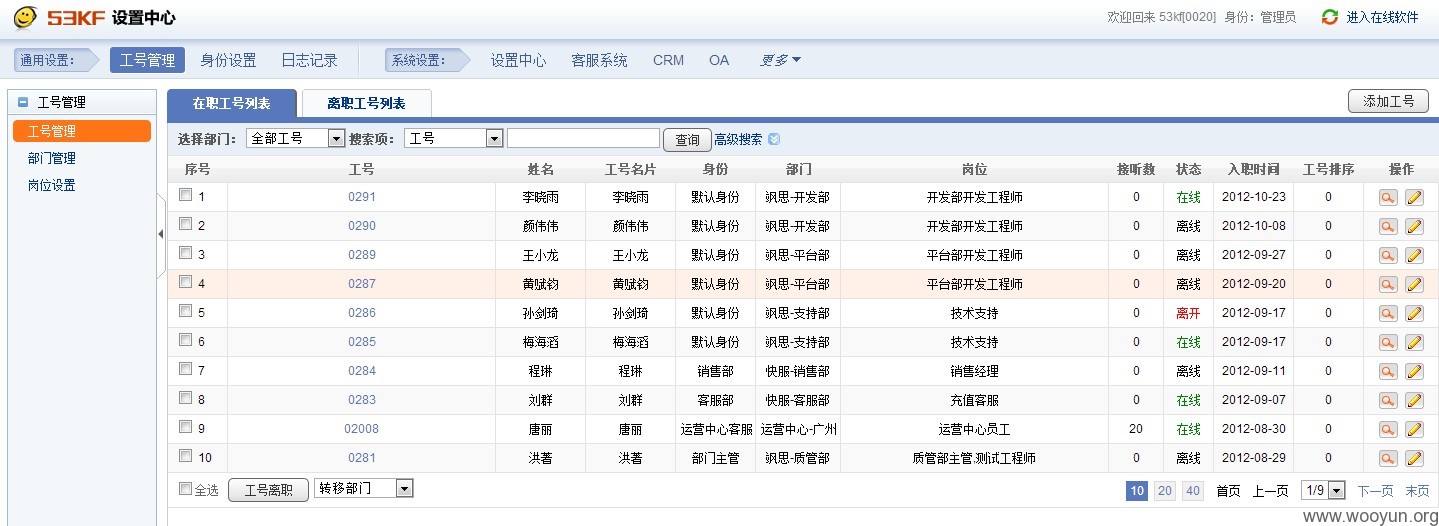 53KF 设置中心 欢迎回来 53kf[0020] 身份：管理员 进入在线软件
通用设置： 工号管理 身份设置 日志记录 系统设置： 设置中心 客服系统 CRM OA 更多
工号管理
工号管理
部门管理
岗位设置
在职工号列表 离职工号列表 添加工号
选择部门： 全部工号 搜索项： 工号 查询 高级搜索
序号 工号 姓名 工号名片 身份 部门 岗位 接听数 状态 入职时间 工号排序 操作
1 0291 李晓雨 李晓雨 默认身份 飒思-开发部 开发部开发工程师 0 在线 2012-10-23 0
2 0290 颜伟伟 颜伟伟 默认身份 飒思-开发部 开发部开发工程师 0 离线 2012-10-08 0
3 0289 王小龙 王小龙 默认身份 飒思-平台部 平台部开发工程师 0 离线 2012-09-27 0
4 0287 黄赋钧 黄赋钧 默认身份 飒思-平台部 平台部开发工程师 0 离线 2012-09-20 0
5 0286 孙剑琦 孙剑琦 默认身份 飒思-支持部 技术支持 0 离开 2012-09-17 0
6 0285 梅海滔 梅海滔 默认身份 飒思-支持部 技术支持 0 在线 2012-09-17 0
7 0284 程琳 程琳 销售部 快服-销售部 销售经理 0 离线 2012-09-11 0
8 0283 刘群 刘群 客服部 快服-客服部 充值客服 0 在线 2012-09-07 0
9 02008 唐丽 唐丽 运营中心客服 运营中心-广州 运营中心员工 20 在线 2012-08-30 0
10 0281 洪著 洪著 部门主管 飒思-质管部 质管部主管,测试工程师 0 离线 2012-08-29 0
全选 工号离职 转移部门 10 20 40 首页 上一页 1/9 下一页 末页
www.wooyun.org